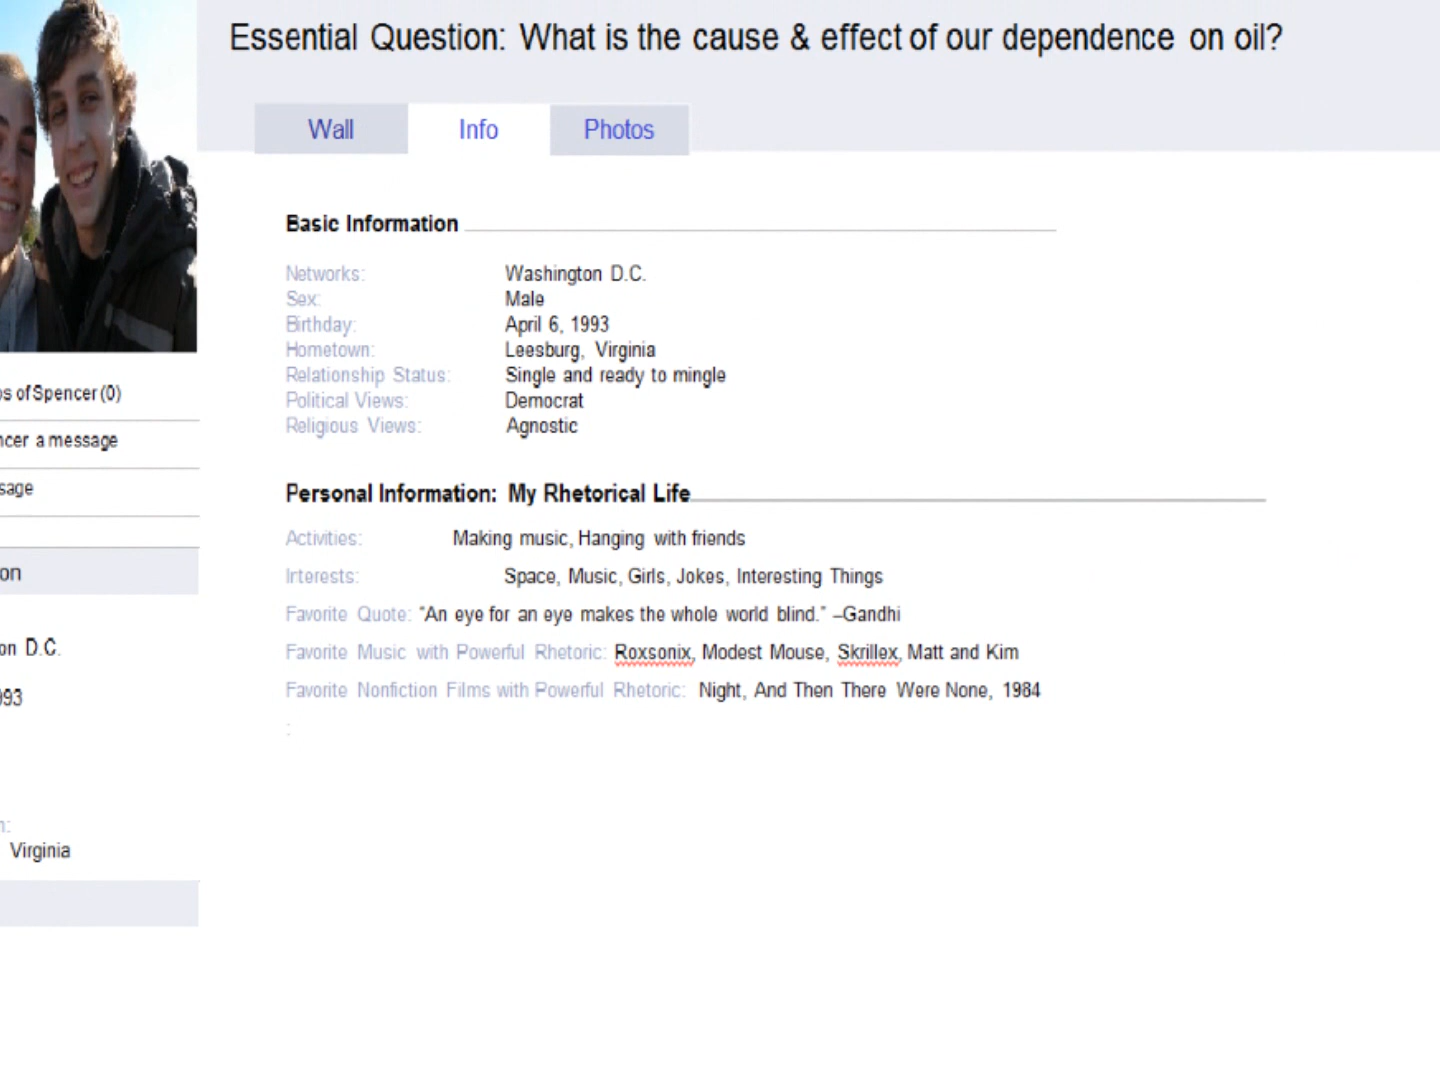 Essential Question: What is the cause & effect of our dependence on oil?
Wall Info Photos
Basic Information
Networks: Washington D.C.
Sex: Male
Birthday: April 6, 1993
Hometown: Leesburg, Virginia
Relationship Status: Single and ready to mingle
Political Views: Democrat
Religious Views: Agnostic
Personal Information: My Rhetorical Life
Activities: Making music, Hanging with friends
Interests: Space, Music, Girls, Jokes, Interesting Things
Favorite Quote: "An eye for an eye makes the whole world blind." –Gandhi
Favorite Music with Powerful Rhetoric: Roxsonix, Modest Mouse, Skrillex, Matt and Kim
Favorite Nonfiction Films with Powerful Rhetoric: Night, And Then There Were None, 1984
:
of Spencer (0)
a message
D.C.
Virginia